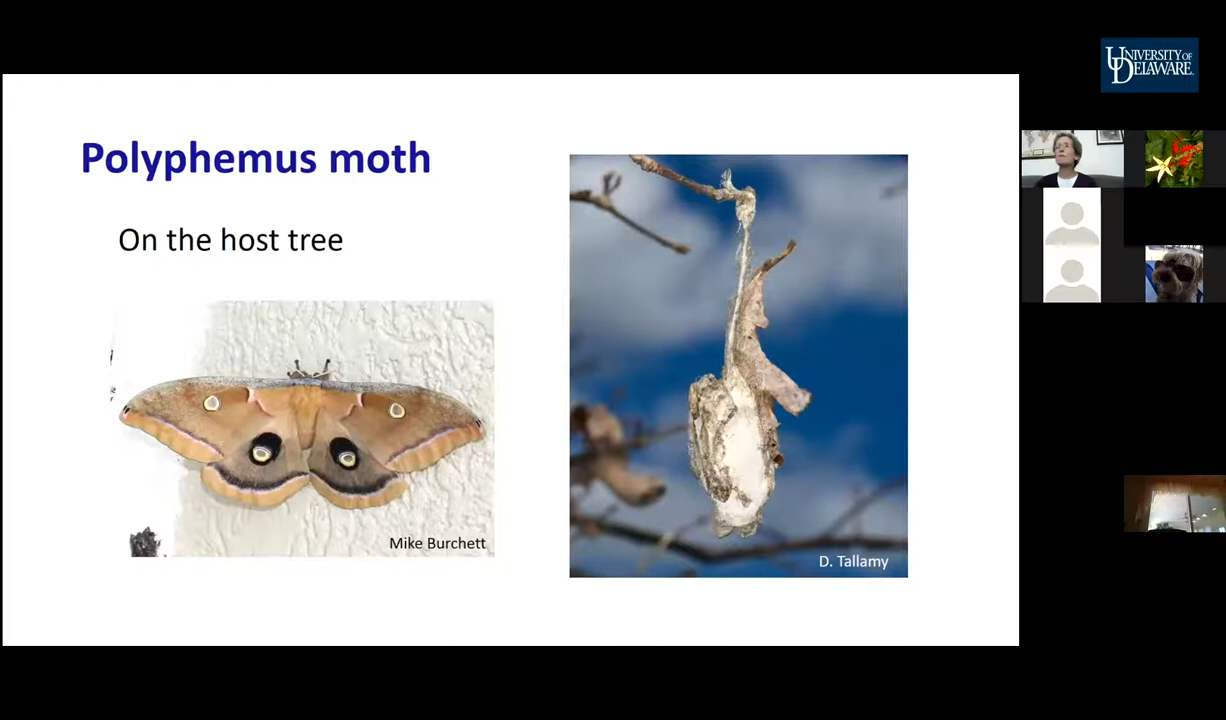 UNIVERSITY OF
DELAWARE
Polyphemus moth
On the host tree
Mike Burchett
D. Tallamy